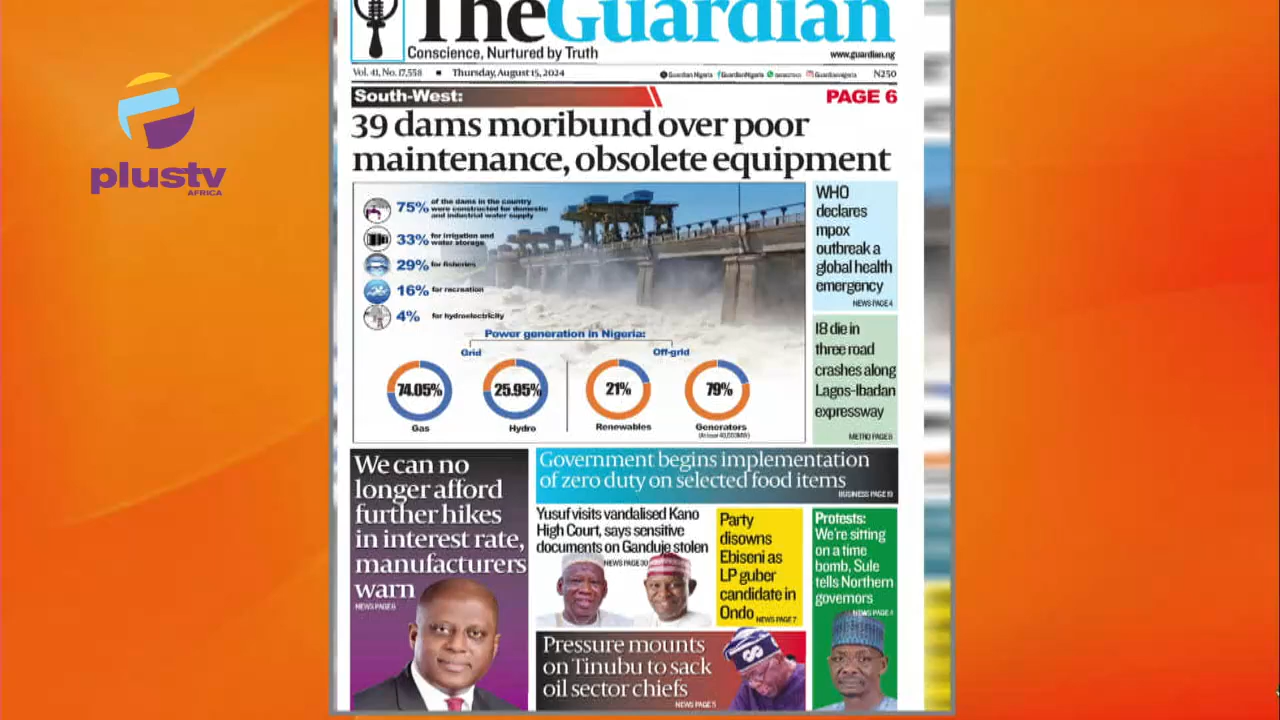 plustv
AFRICA
The Guardian
Conscience, Nurtured by Truth
www.guardian.ng
Vol. 41, No. 17,558 ■ Thursday, August 15, 2024
Guardian Nigeria
GuardianNigeria
Guardiannigeria
N250
South-West:
PAGE 6
39 dams moribund over poor
maintenance, obsolete equipment
75% of the dams in the country
were constructed for domestic
and industrial water supply
33% for irrigation and
water storage
29% for fisheries
16% for recreation
4% for hydroelectricity
Power generation in Nigeria:
Grid
Off-grid
74.05%
25.95%
21%
79%
Gas
Hydro
Renewables
Generators
WHO
declares
mpox
outbreak a
global health
emergency
NEWS PAGE 4
18 die in
three road
crashes along
Lagos-Ibadan
expressway
METRO PAGE
We can no
longer afford
further hikes
in interest rate,
manufacturers
warn
NEWS PAGE 6
Government begins implementation
of zero duty on selected food items
BUSINESS PAGE 19
Yusuf visits vandalised Kano
High Court, says sensitive
documents on Ganduje stolen
NEWS PAGE
Party
disowns
Ebiseni as
LP guber
candidate in
Ondo
NEWS PAGE 7
Protests:
We're sitting
on a time
bomb, Sule
tells Northern
governors
NEWS PAGE 4
Pressure mounts
on Tinubu to sack
oil sector chiefs
NEWS PAGE 5